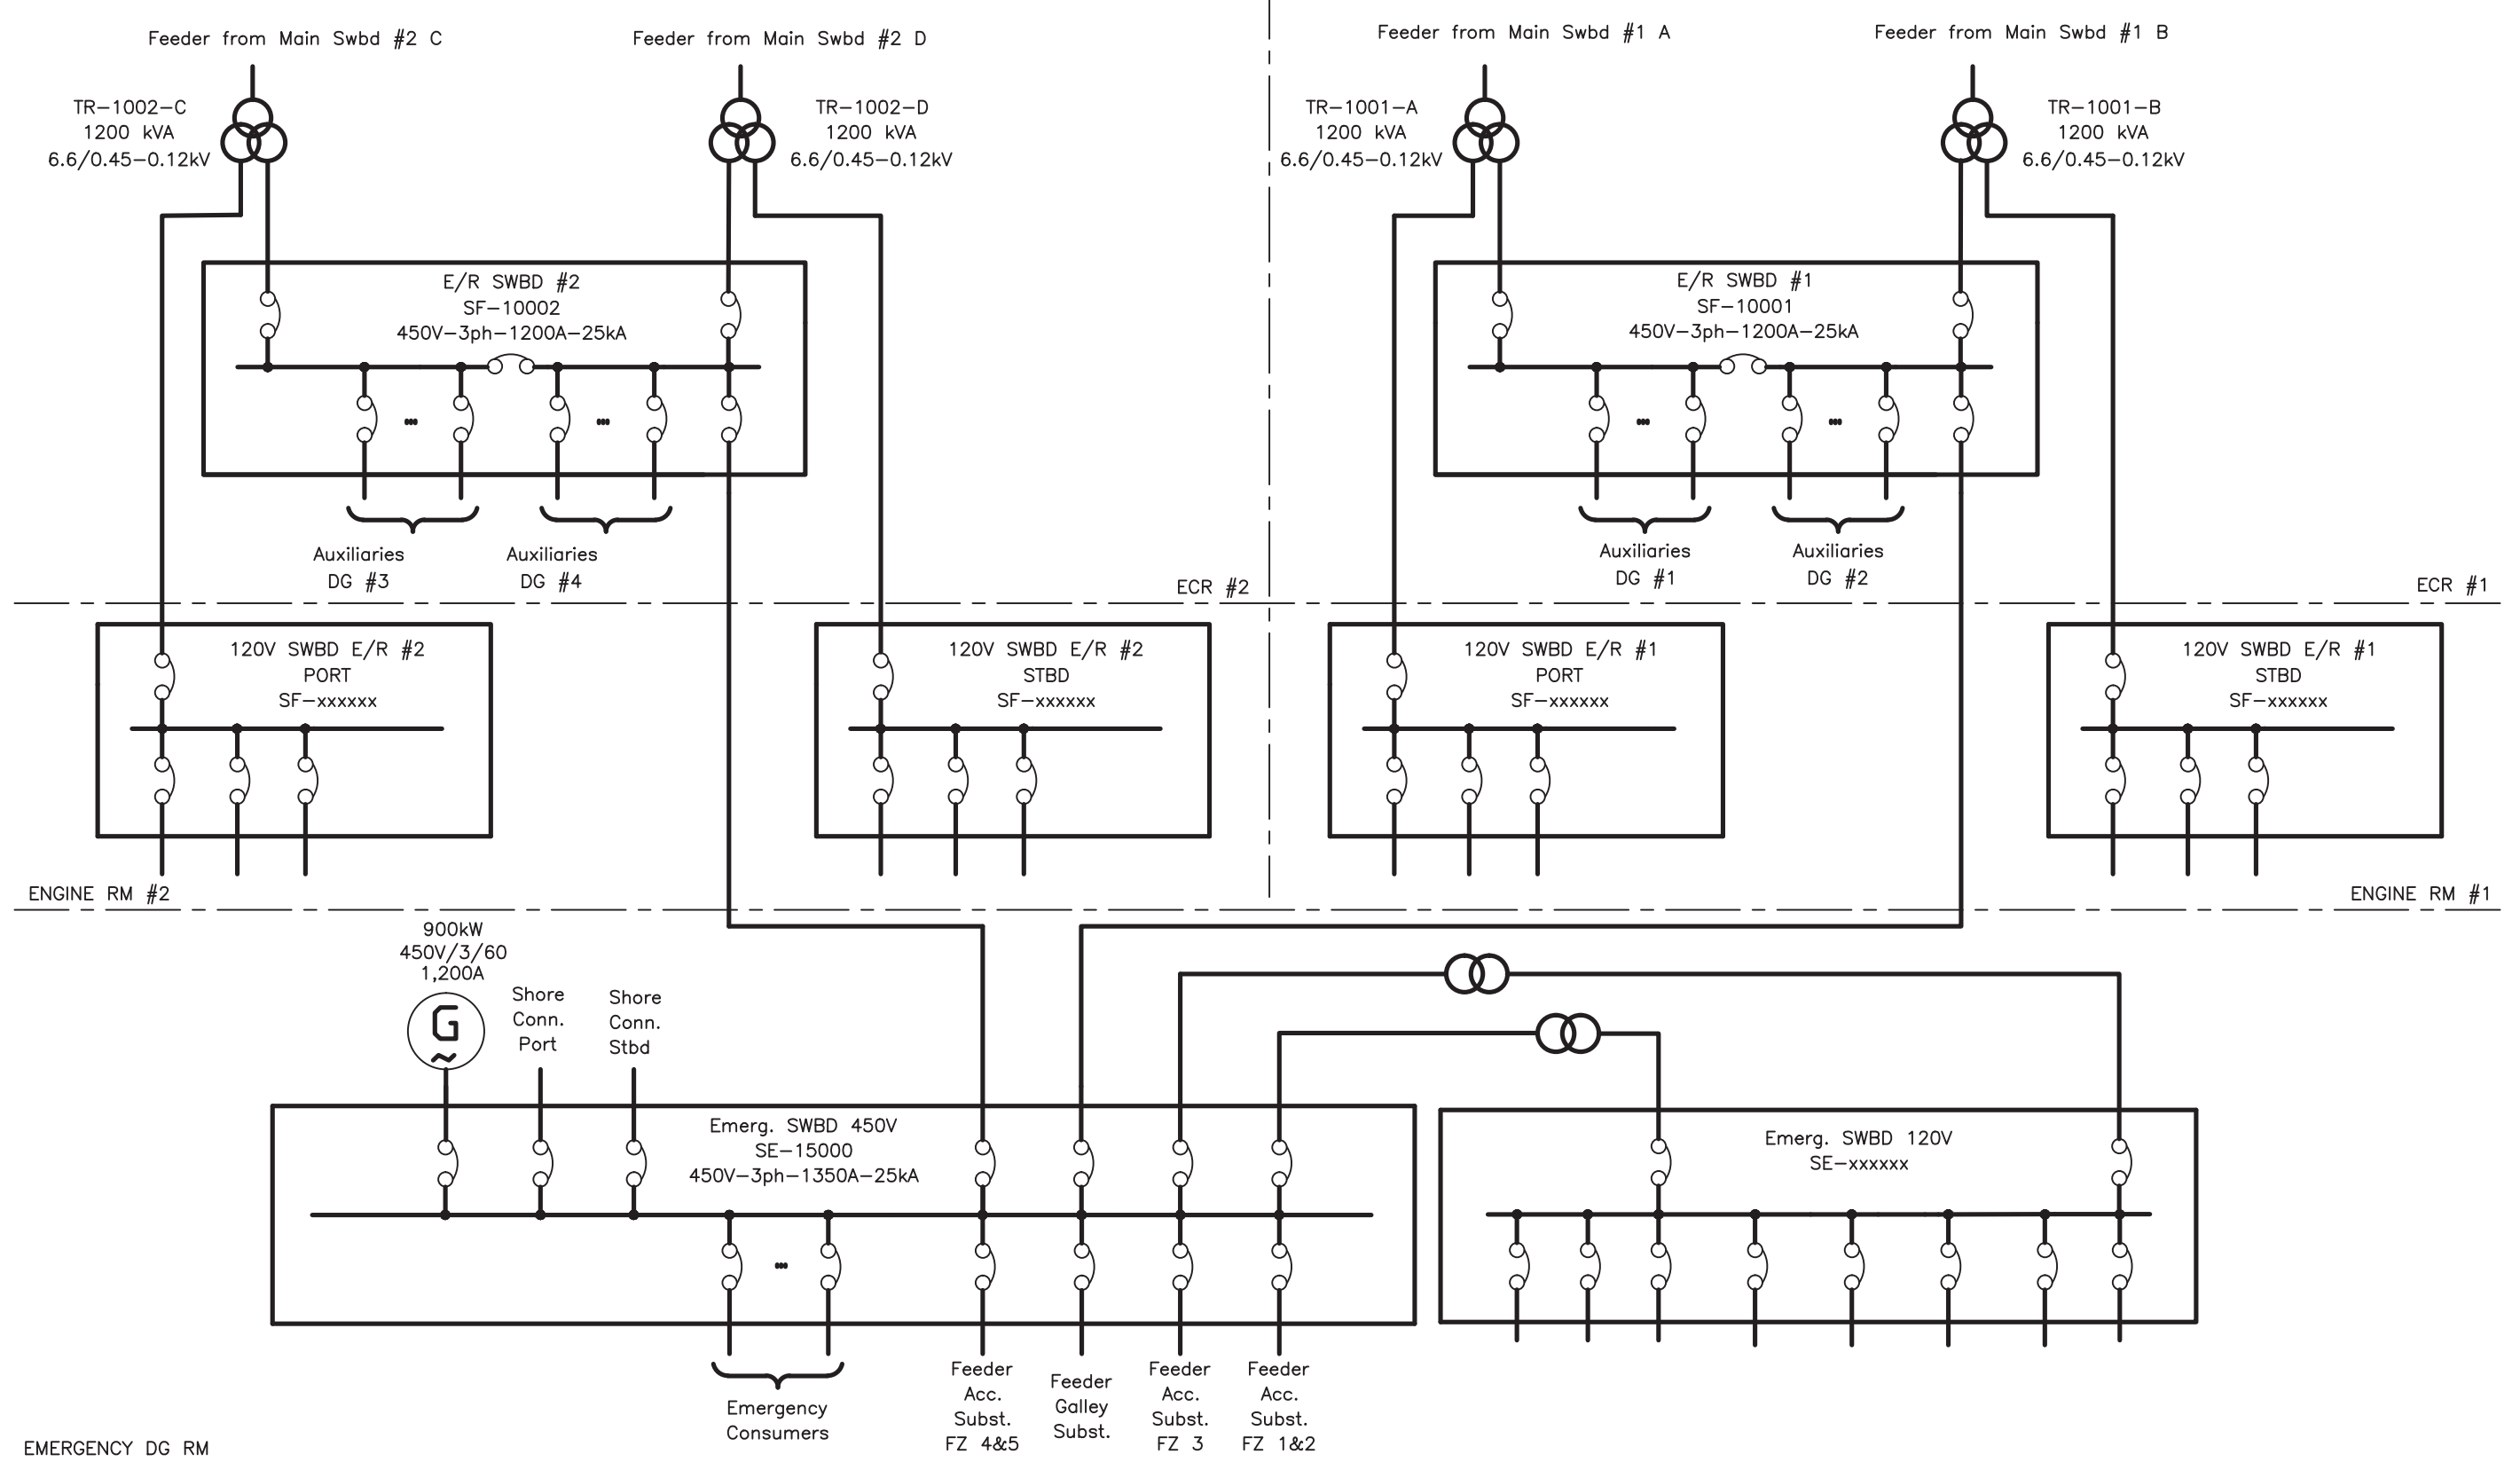 Feeder from Main Swbd #2 C
Feeder from Main Swbd #2 D
Feeder from Main Swbd #1 A
Feeder from Main Swbd #1 B
TR-1002-C
1200 kVA
6.6/0.45-0.12kV
TR-1002-D
1200 kVA
6.6/0.45-0.12kV
TR-1001-A
1200 kVA
6.6/0.45-0.12kV
TR-1001-B
1200 kVA
6.6/0.45-0.12kV
E/R SWBD #2
SF-10002
450V-3ph-1200A-25kA
E/R SWBD #1
SF-10001
450V-3ph-1200A-25kA
Auxiliaries
DG #3
Auxiliaries
DG #4
Auxiliaries
DG #1
Auxiliaries
DG #2
ECR #2
ECR #1
120V SWBD E/R #2
PORT
SF-xxxxxx
120V SWBD E/R #2
STBD
SF-xxxxxx
120V SWBD E/R #1
PORT
SF-xxxxxx
120V SWBD E/R #1
STBD
SF-xxxxxx
ENGINE RM #2
ENGINE RM #1
900kW
450V/3/60
1,200A
G
Shore
Conn.
Port
Shore
Conn.
Stbd
Emerg. SWBD 450V
SE-15000
450V-3ph-1350A-25kA
Emerg. SWBD 120V
SE-xxxxxx
Emergency
Consumers
Feeder
Acc.
Subst.
FZ 4&5
Feeder
Galley
Subst.
Feeder
Acc.
Subst.
FZ 3
Feeder
Acc.
Subst.
FZ 1&2
EMERGENCY DG RM